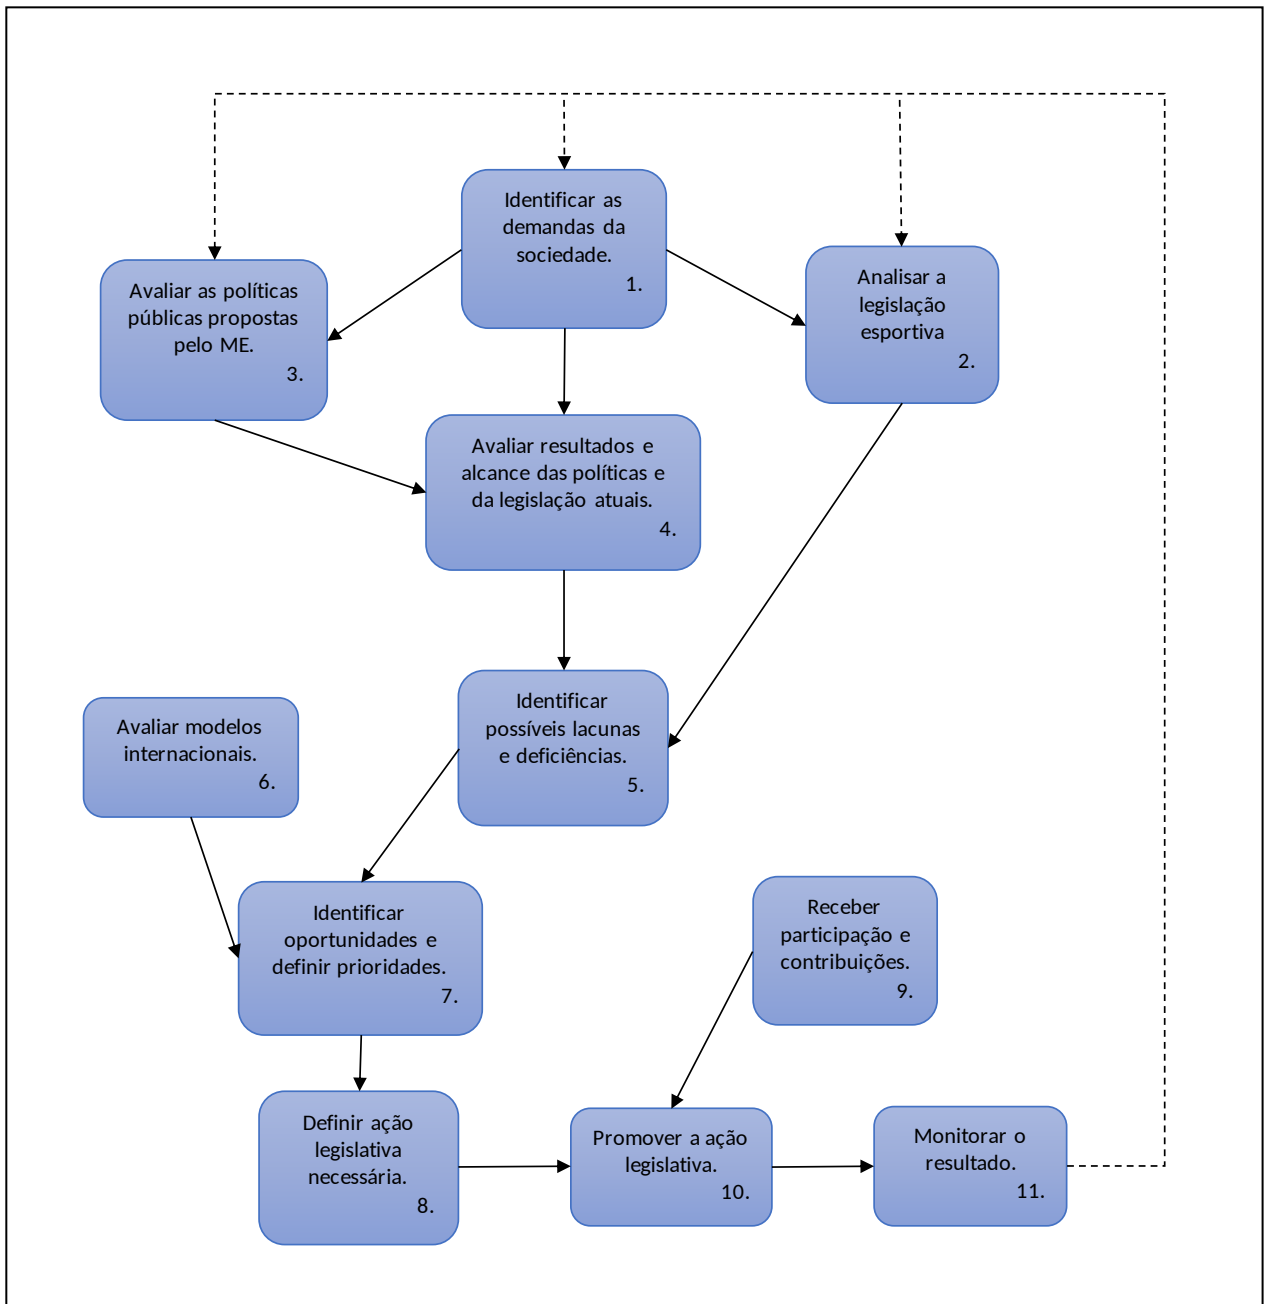 Identificar as
demandas da
sociedade.
1.
Analisar a
legislação
esportiva
2.
Avaliar as políticas
públicas propostas
pelo ME.
3.
Avaliar resultados e
alcance das políticas e
da legislação atuais.
4.
Identificar
possíveis lacunas
e deficiências.
5.
Avaliar modelos
internacionais.
6.
Identificar
oportunidades e
definir prioridades.
7.
Definir ação
legislativa
necessária.
8.
Receber
participação e
contribuições.
9.
Promover a ação
legislativa.
10.
Monitorar o
resultado.
11.